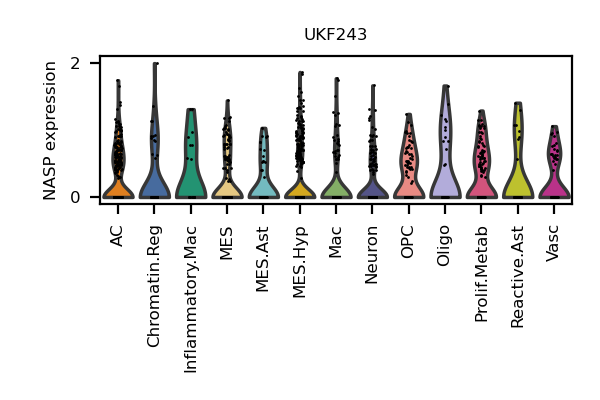 UKF243
NASP expression
2
0
AC
Chromatin.Reg
Inflammatory.Mac
MES
MES.Ast
MES.Hyp
Mac
Neuron
OPC
Oligo
Prolif.Metab
Reactive.Ast
Vasc